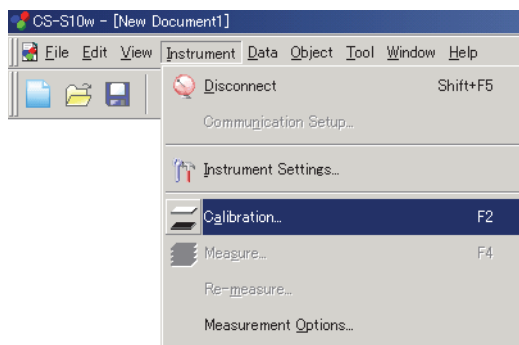 CS-S10w - [New Document1]
File Edit View Instrument Data Object Tool Window Help
Disconnect Shift+F5
Communication Setup...
Instrument Settings...
Calibration... F2
Measure... F4
Re-measure...
Measurement Options...